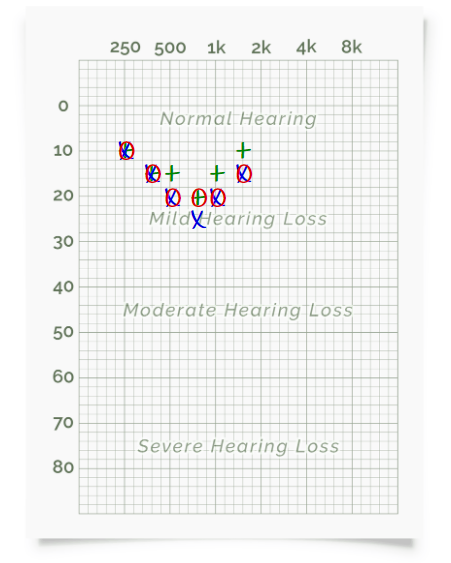 250 500 1k 2k 4k 8k
0
Normal Hearing
10
20
Mild Hearing Loss
30
40
Moderate Hearing Loss
50
60
70
Severe Hearing Loss
80